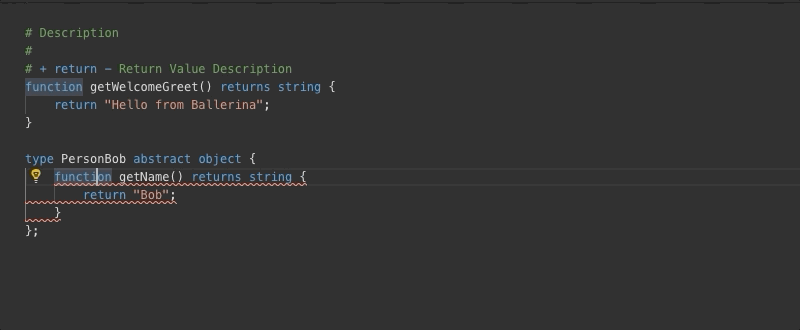 # Description
#
# + return - Return Value Description
function getWelcomeGreet() returns string {
    return "Hello from Ballerina";
}

type PersonBob abstract object {
    function getName() returns string {
        return "Bob";
    }
};